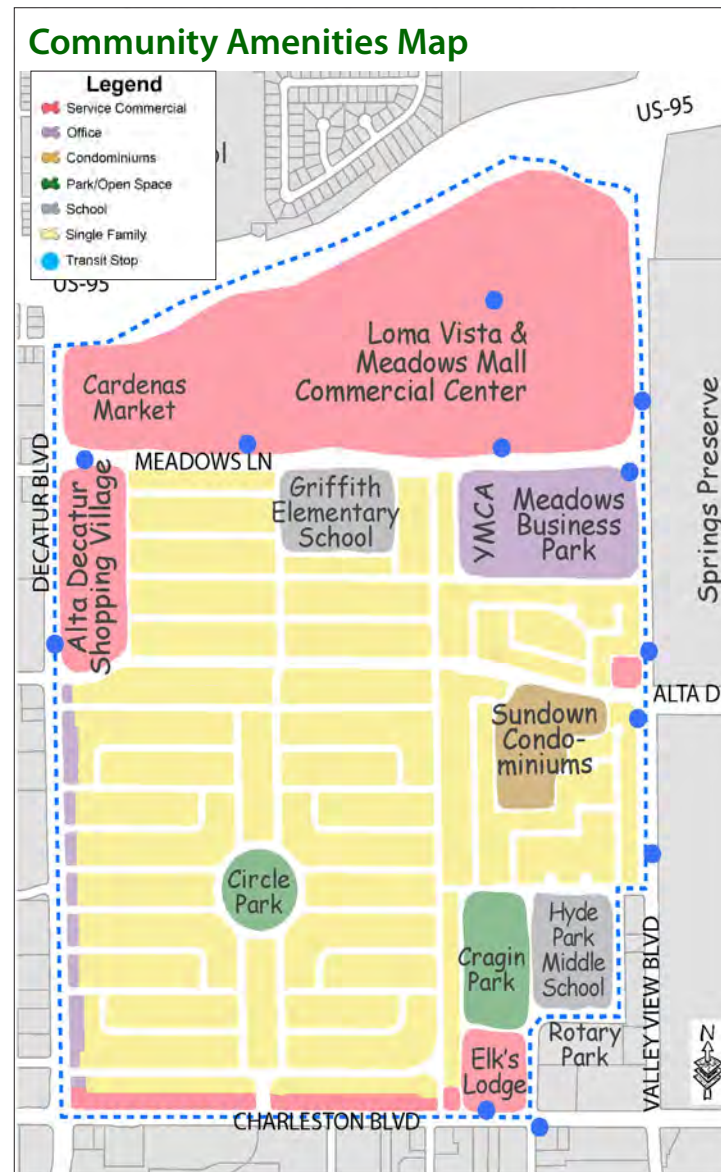 Community Amenities Map
Legend
Service Commercial
Office
Condominiums
Park/Open Space
School
Single Family
Transit Stop
ol
US-95
US-95
Loma Vista &
Meadows Mall
Commercial Center
Cardenas
Market
MEADOWS LN
DECATUR BLVD
Alta Decatur
Shopping Village
Griffith
Elementary
School
YMCA
Meadows
Business
Park
Springs Preserve
ALTA D
Sundown
Condo-
miniums
Circle
Park
Cragin
Park
Hyde
Park
Middle
School
VALLEY VIEW BLVD
Rotary
Park
Elk's
Lodge
CHARLESTON BLVD
N